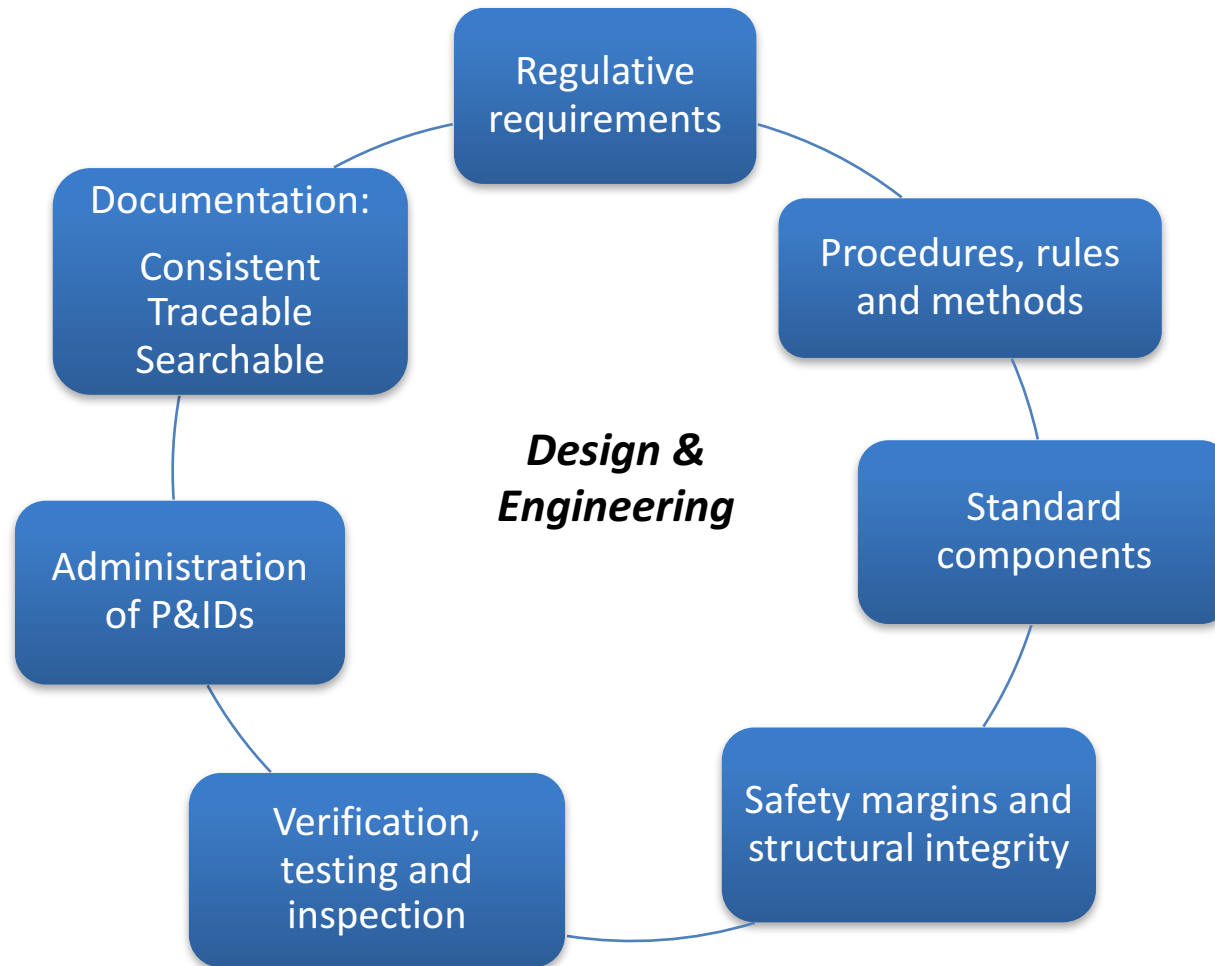 Regulative
requirements
Procedures, rules
and methods
Standard
components
Safety margins and
structural integrity
Verification,
testing and
inspection
Administration
of P&IDs
Documentation:
Consistent
Traceable
Searchable
Design &
Engineering